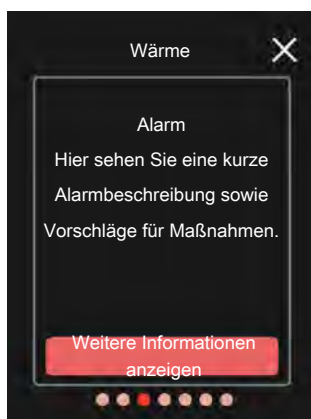 Wärme
Alarm
Hier sehen Sie eine kurze
Alarmbeschreibung sowie
Vorschläge für Maßnahmen.
Weitere Informationen
anzeigen